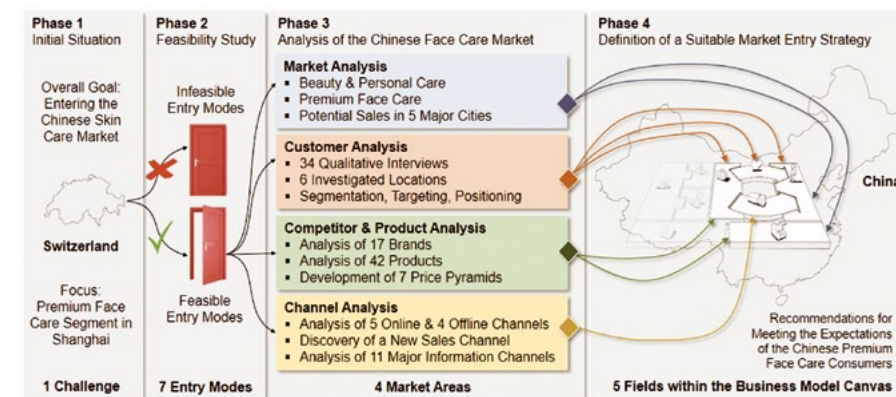 Phase 1
Initial Situation
Overall Goal:
Entering the
Chinese Skin
Care Market
Switzerland
Focus:
Premium Face
Care Segment in
Shanghai
1 Challenge
Phase 2
Feasibility Study
Infeasible
Entry Modes
Feasible
Entry Modes
7 Entry Modes
Phase 3
Analysis of the Chinese Face Care Market
Market Analysis
▪ Beauty & Personal Care
▪ Premium Face Care
▪ Potential Sales in 5 Major Cities
Customer Analysis
▪ 34 Qualitative Interviews
▪ 6 Investigated Locations
▪ Segmentation, Targeting, Positioning
Competitor & Product Analysis
▪ Analysis of 17 Brands
▪ Analysis of 42 Products
▪ Development of 7 Price Pyramids
Channel Analysis
▪ Analysis of 5 Online & 4 Offline Channels
▪ Discovery of a New Sales Channel
▪ Analysis of 11 Major Information Channels
4 Market Areas
Phase 4
Definition of a Suitable Market Entry Strategy
China
Recommendations for
Meeting the Expectations
of the Chinese Premium
Face Care Consumers
5 Fields within the Business Model Canvas